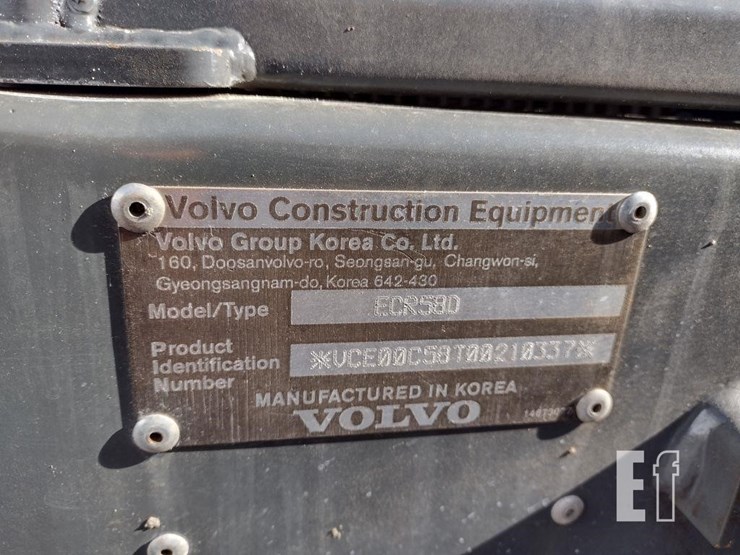 Volvo Construction Equipment
Volvo Group Korea Co. Ltd.
160, Doosanvolvo-ro, Seongsan-gu, Changwon-si,
Gyeongsangnam-do, Korea 642-430
Model/Type ECR58D
Product
Identification *VCE00C58T00210337*
Number
MANUFACTURED IN KOREA
VOLVO
Ef